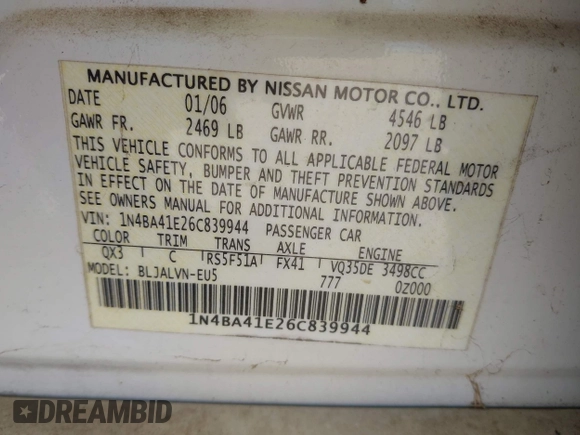 MANUFACTURED BY NISSAN MOTOR CO., LTD.
DATE 01/06 GVWR 4546 LB
GAWR FR. 2469 LB GAWR RR. 2097 LB
THIS VEHICLE CONFORMS TO ALL APPLICABLE FEDERAL MOTOR
VEHICLE SAFETY, BUMPER AND THEFT PREVENTION STANDARDS
IN EFFECT ON THE DATE OF MANUFACTURE SHOWN ABOVE.
SEE OWNERS MANUAL FOR ADDITIONAL INFORMATION.
VIN: 1N4BA41E26C839944 PASSENGER CAR
COLOR TRIM TRANS AXLE ENGINE
QX3 C RS5F51A FX41 VQ35DE 3498CC
MODEL: BLJALVN-EU5 777 0Z000
1N4BA41E26C839944
DREAMBID